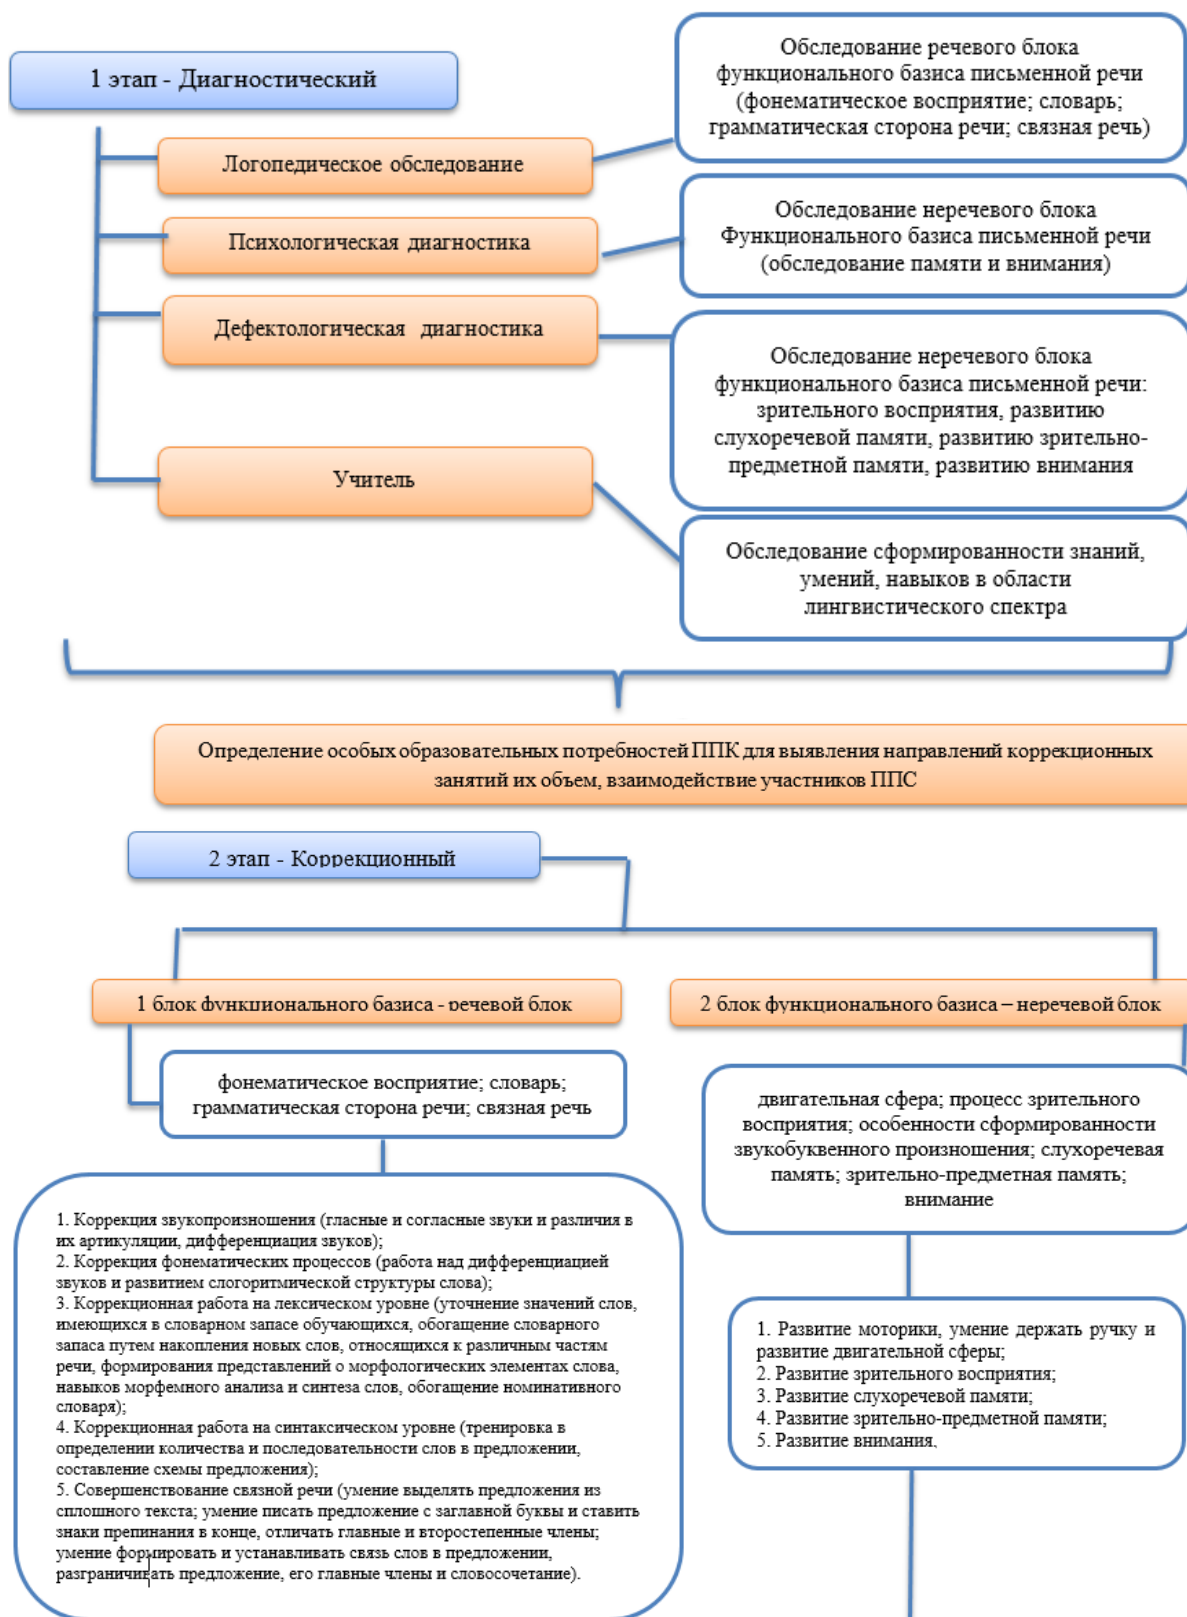 1 этап - Диагностический
Обследование речевого блока
функционального базиса письменной речи
(фонематическое восприятие; словарь;
грамматическая сторона речи; связная речь)
Логопедическое обследование
Психологическая диагностика
Обследование неречевого блока
Функционального базиса письменной речи
(обследование памяти и внимания)
Дефектологическая диагностика
Обследование неречевого блока
функционального базиса письменной речи:
зрительного восприятия, развитию
слухоречевой памяти, развитию зрительно-
предметной памяти, развитию внимания
Учитель
Обследование сформированности знаний,
умений, навыков в области
лингвистического спектра
Определение особых образовательных потребностей ППК для выявления направлений коррекционных
занятий их объем, взаимодействие участников ППС
2 этап - Коррекционный
1 блок функционального базиса - речевой блок
2 блок функционального базиса – неречевой блок
фонематическое восприятие; словарь;
грамматическая сторона речи; связная речь
двигательная сфера; процесс зрительного
восприятия; особенности сформированности
звукобуквенного произношения; слухоречевая
память; зрительно-предметная память;
внимание
1. Коррекция звукопроизношения (гласные и согласные звуки и различия в
их артикуляции, дифференциация звуков);
2. Коррекция фонематических процессов (работа над дифференциацией
звуков и развитием слогоритмической структуры слова);
3. Коррекционная работа на лексическом уровне (уточнение значений слов,
имеющихся в словарном запасе обучающихся, обогащение словарного
запаса путем накопления новых слов, относящихся к различным частям
речи, формирования представлений о морфологических элементах слова,
навыков морфемного анализа и синтеза слов, обогащение номинативного
словаря);
4. Коррекционная работа на синтаксическом уровне (тренировка в
определении количества и последовательности слов в предложении,
составление схемы предложения);
5. Совершенствование связной речи (умение выделять предложения из
сплошного текста; умение писать предложение с заглавной буквы и ставить
знаки препинания в конце, отличать главные и второстепенные члены;
умение формировать и устанавливать связь слов в предложении,
разграничивать предложение, его главные члены и словосочетание).
1. Развитие моторики, умение держать ручку и
развитие двигательной сферы;
2. Развитие зрительного восприятия;
3. Развитие слухоречевой памяти;
4. Развитие зрительно-предметной памяти;
5. Развитие внимания.